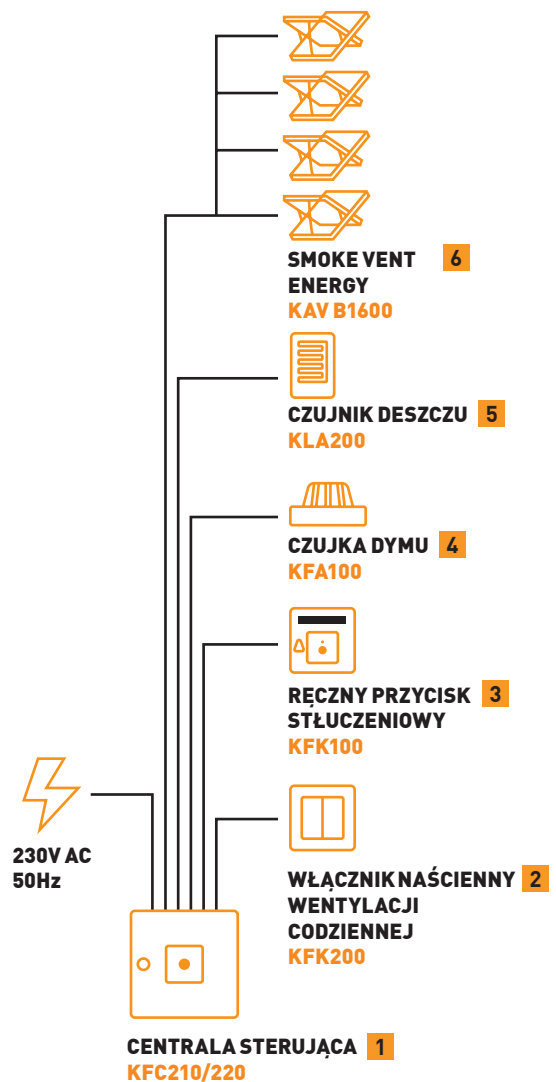 SMOKE VENT 6
ENERGY
KAV B1600
CZUJNIK DESZCZU 5
KLA200
CZUJKA DYMU 4
KFA100
RĘCZNY PRZYCISK 3
STŁUCZENIOWY
KFK100
230V AC
50Hz
WŁĄCZNIK NAŚCIENNY 2
WENTYLACJI
CODZIENNEJ
KFK200
CENTRALA STERUJĄCA 1
KFC210/220